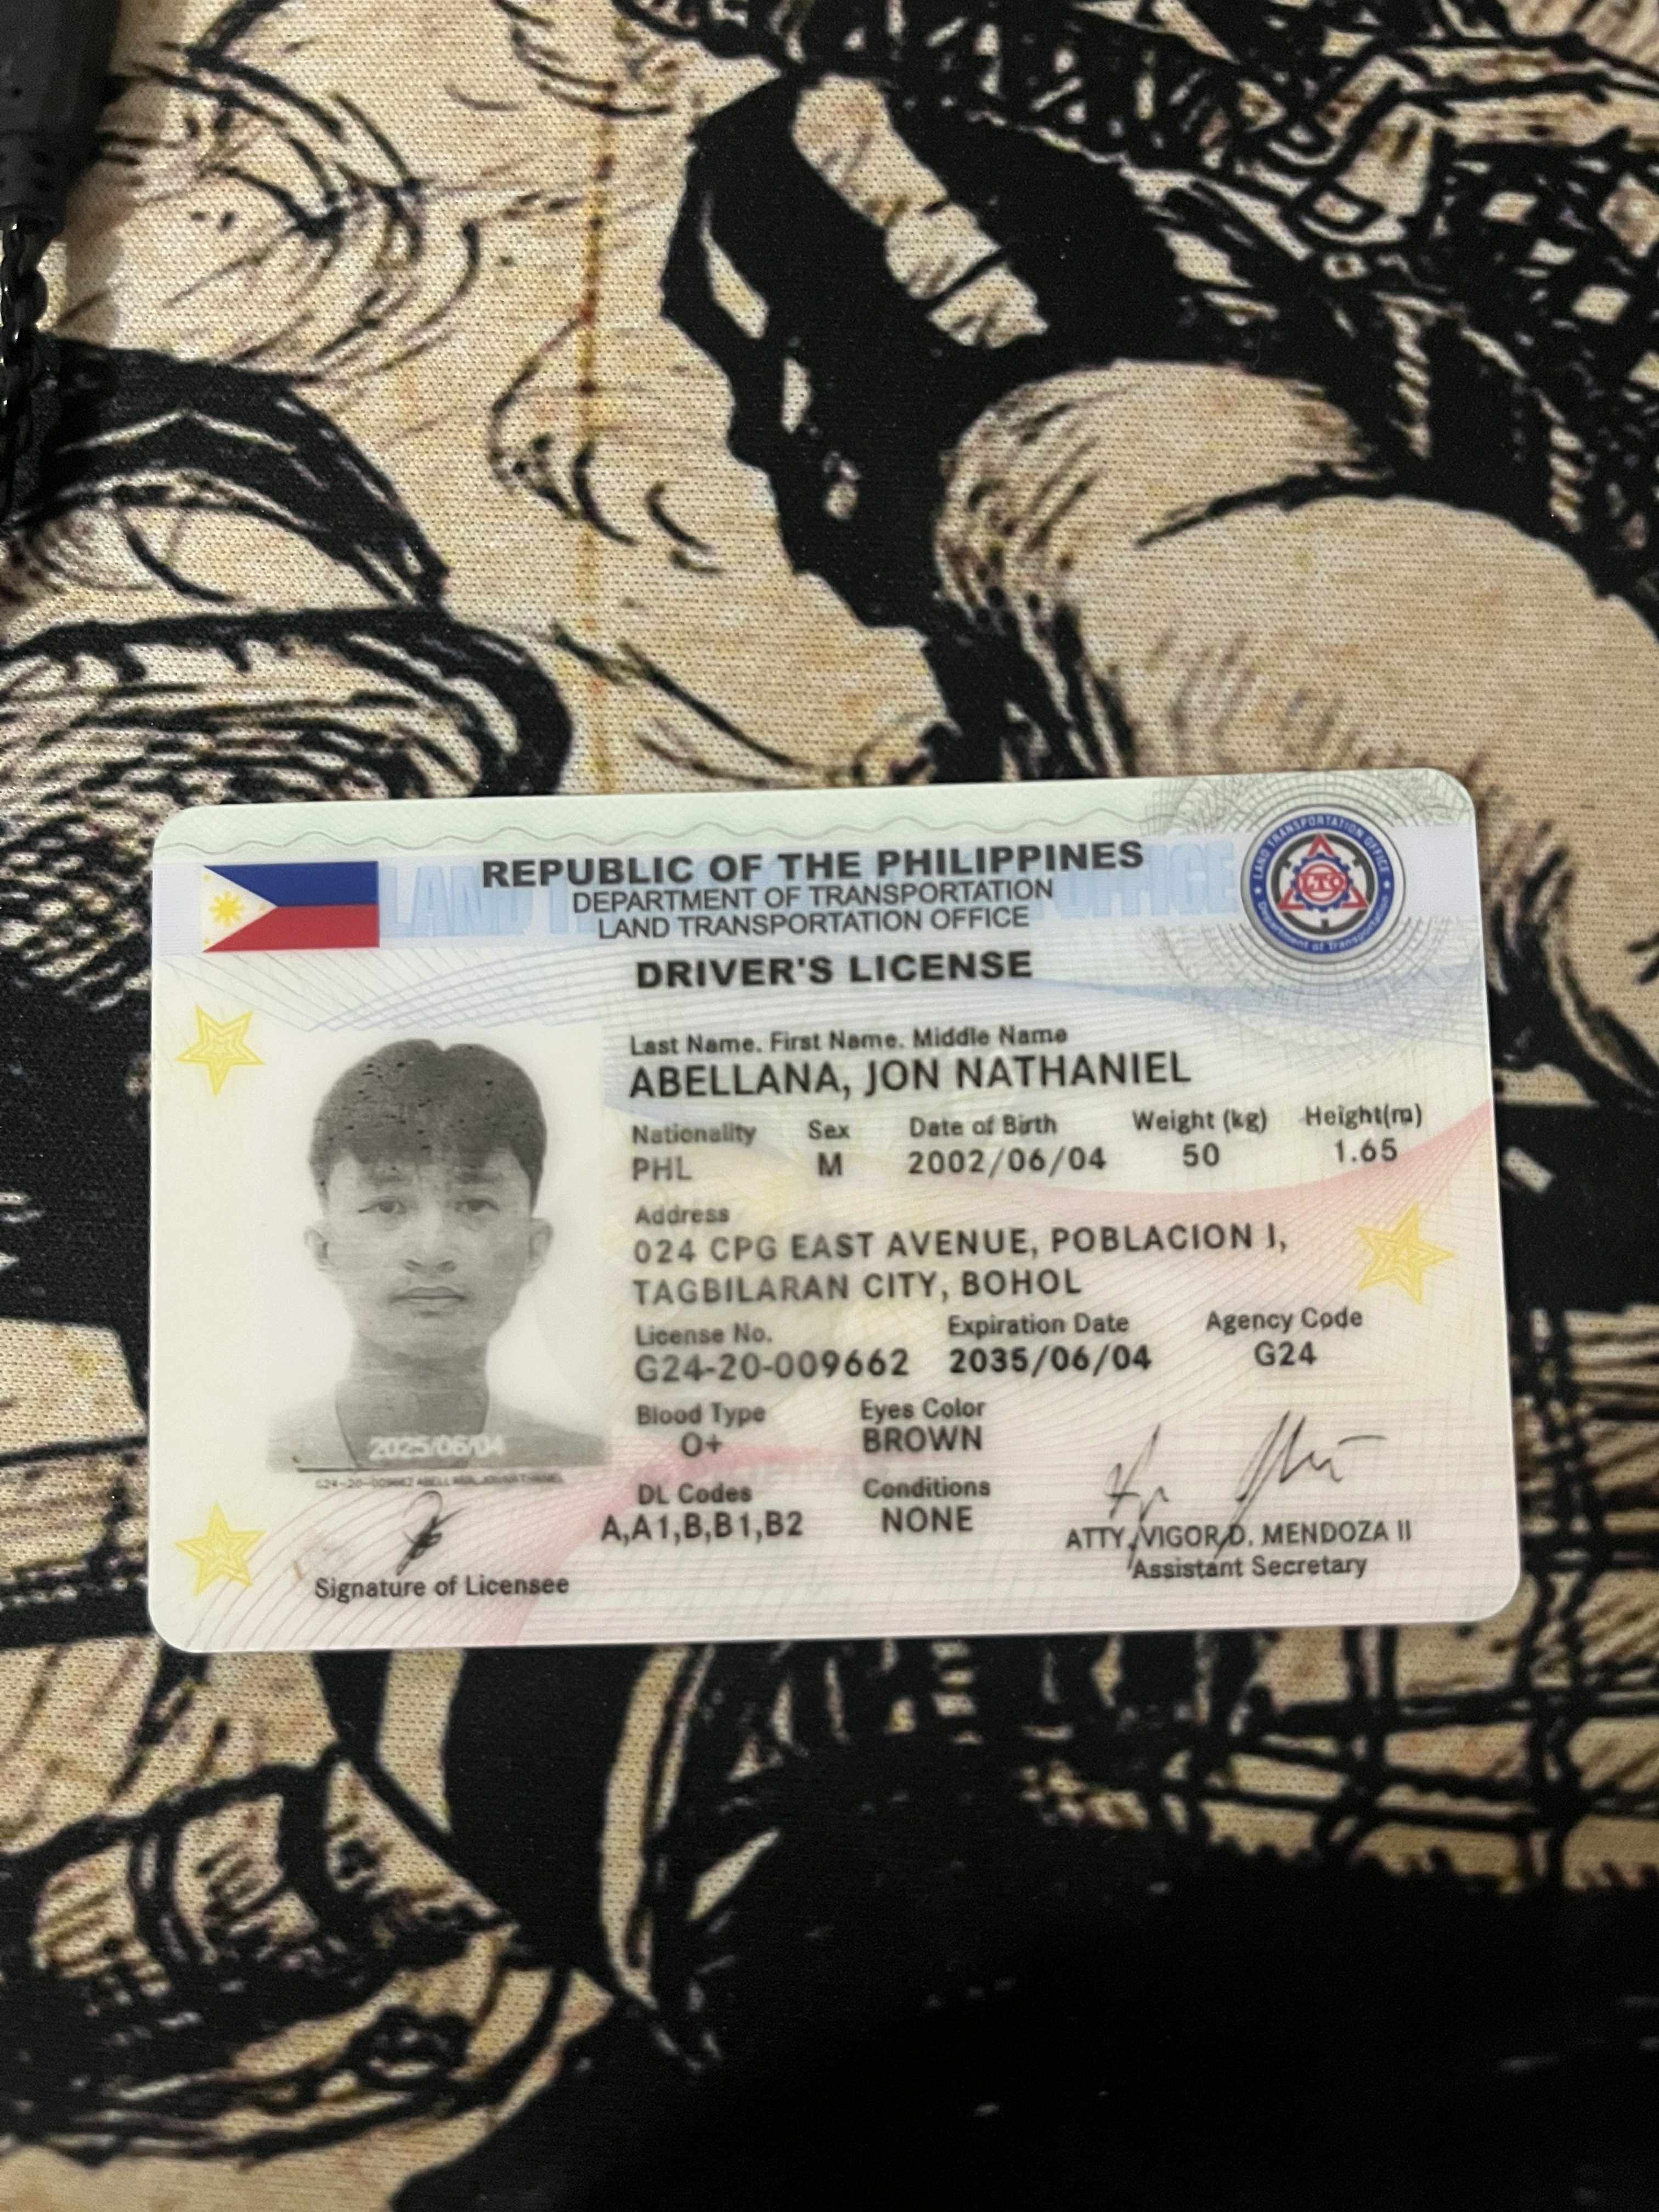 REPUBLIC OF THE PHILIPPINES
DEPARTMENT OF TRANSPORTATION
LAND TRANSPORTATION OFFICE
LAND TRANSPORTATION OFFICE
Department of Transportation
LTO
DRIVER'S LICENSE
Last Name. First Name. Middle Name
ABELLANA, JON NATHANIEL
Nationality Sex Date of Birth Weight (kg) Height(m)
PHL M 2002/06/04 50 1.65
Address
024 CPG EAST AVENUE, POBLACION I,
TAGBILARAN CITY, BOHOL
License No. Expiration Date Agency Code
G24-20-009662 2035/06/04 G24
Blood Type Eyes Color
O+ BROWN
DL Codes Conditions
A,A1,B,B1,B2 NONE
2025/06/04
G24-20-009662 ABELLANA, JON NATHANIEL
Signature of Licensee
ATTY. VIGOR D. MENDOZA II
Assistant Secretary